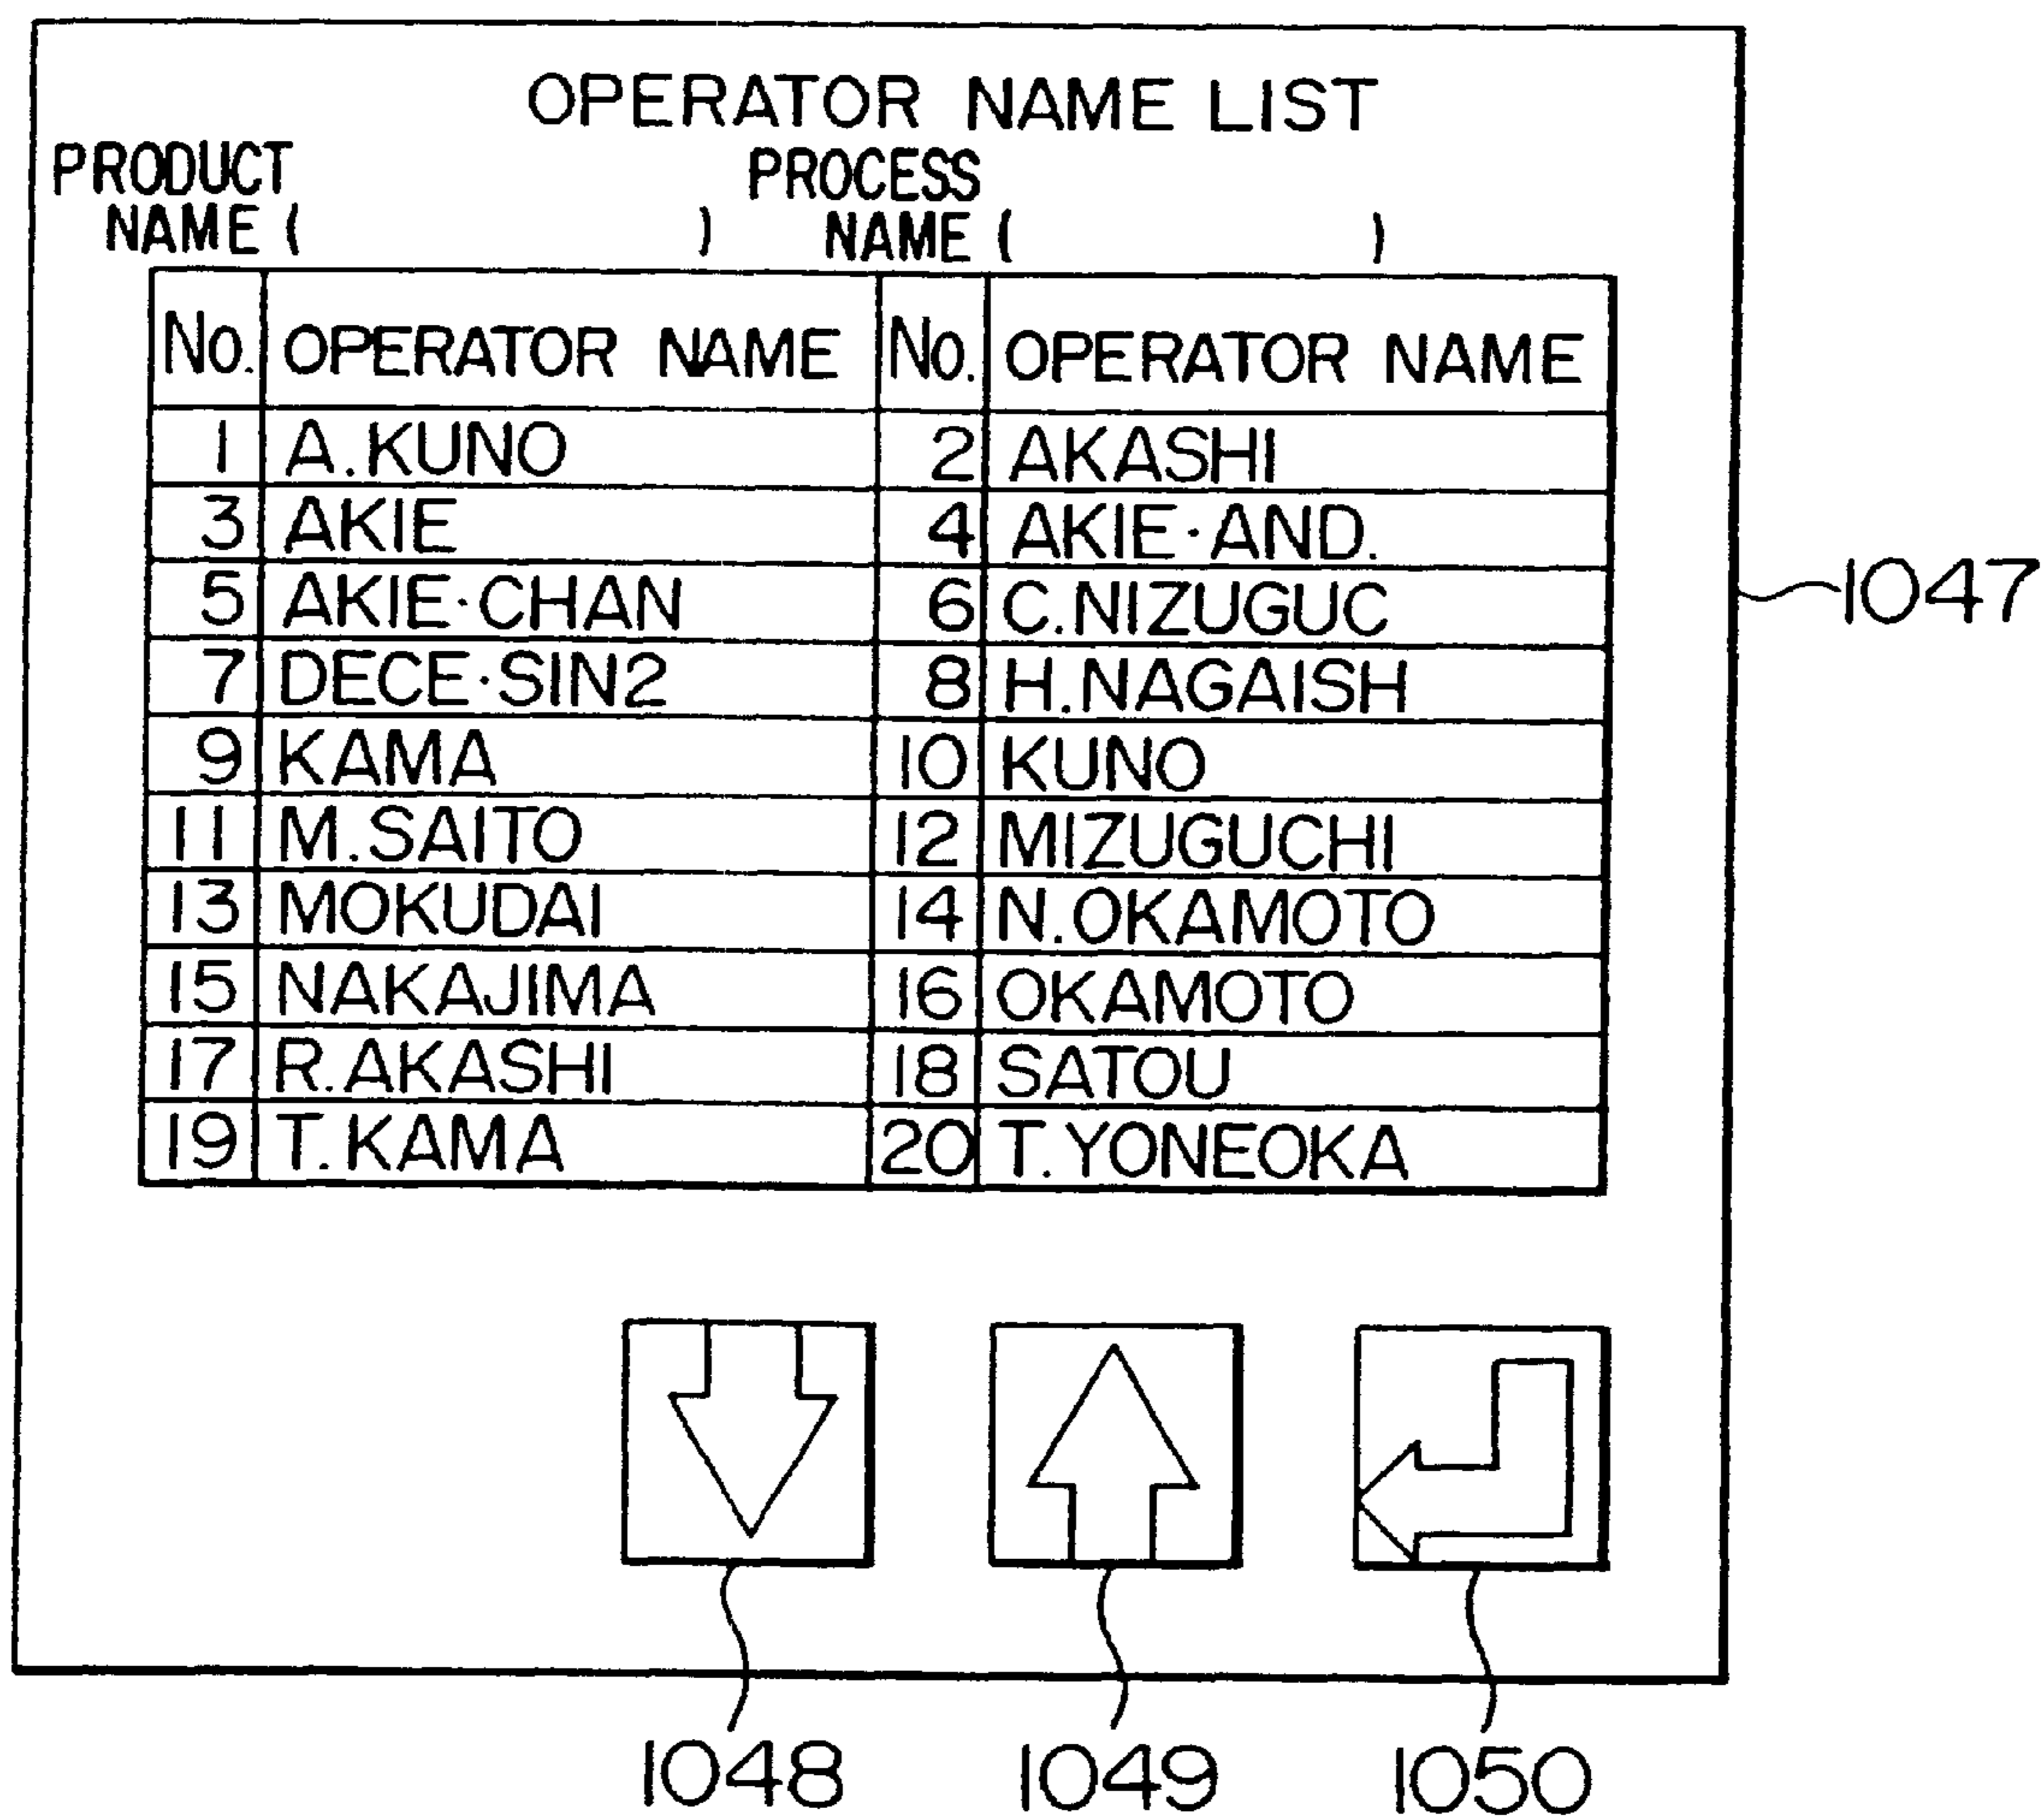 OPERATOR NAME LIST
PRODUCT NAME ( ) PROCESS NAME ( )
No. OPERATOR NAME No. OPERATOR NAME
1 A.KUNO 2 AKASHI
3 AKIE 4 AKIE·AND.
5 AKIE·CHAN 6 C.NIZUGUC
7 DECE·SIN2 8 H.NAGAISH
9 KAMA 10 KUNO
11 M.SAITO 12 MIZUGUCHI
13 MOKUDAI 14 N.OKAMOTO
15 NAKAJIMA 16 OKAMOTO
17 R.AKASHI 18 SATOU
19 T.KAMA 20 T.YONEOKA
1047
1048 1049 1050